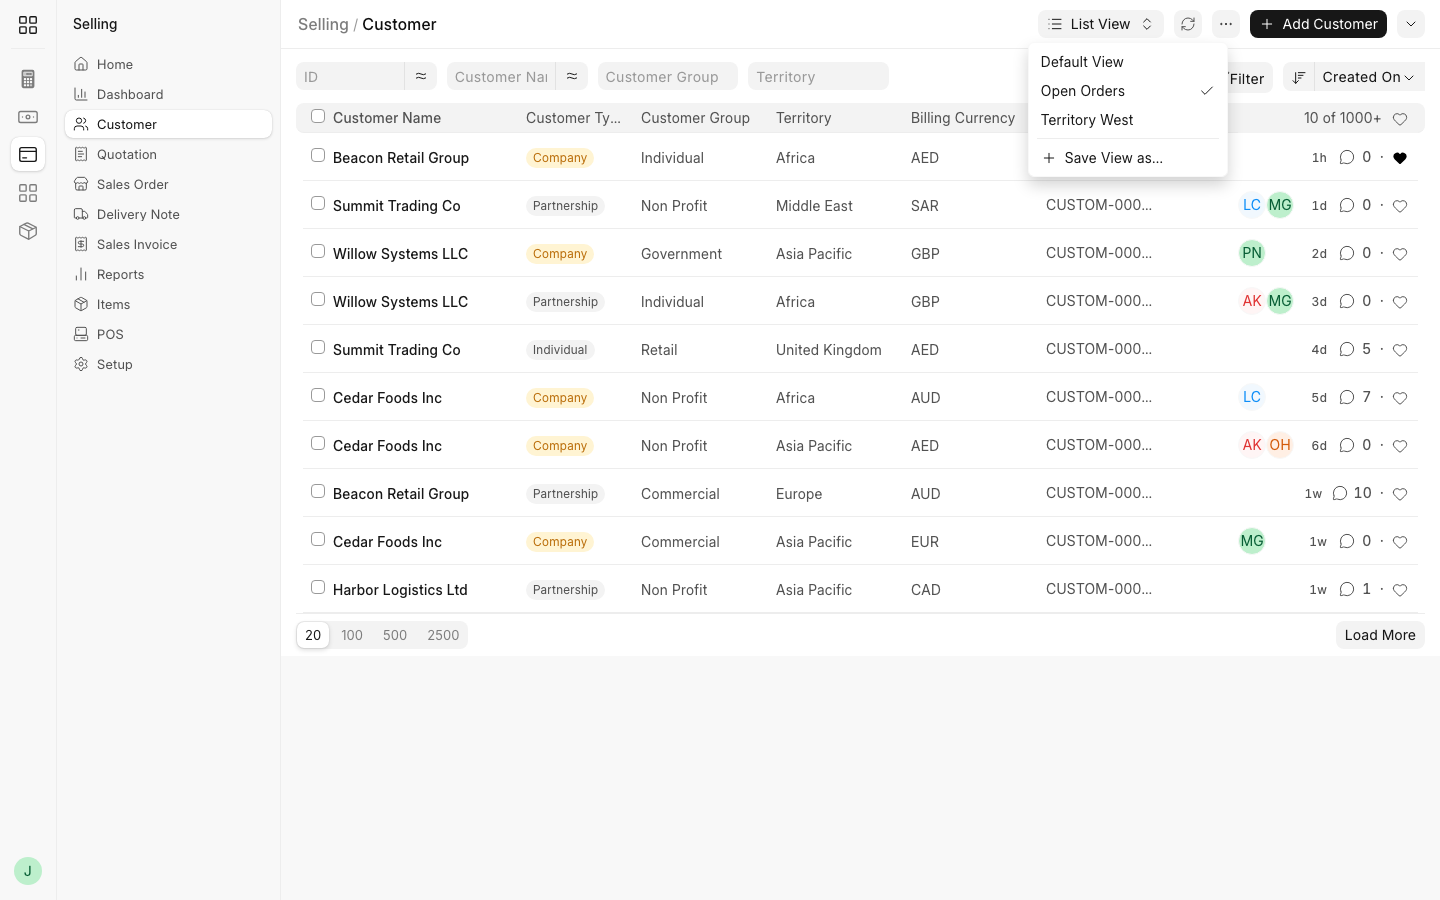 Selling
Home
Dashboard
Customer
Quotation
Sales Order
Delivery Note
Sales Invoice
Reports
Items
POS
Setup
J
Selling / Customer
List View
Add Customer
Default View
Open Orders
Territory West
Save View as...
ID ≈
Customer Nar ≈
Customer Group
Territory
Filter
Created On
Customer Name Customer Ty... Customer Group Territory Billing Currency 10 of 1000+
Beacon Retail Group Company Individual Africa AED 1h 0 ·
Summit Trading Co Partnership Non Profit Middle East SAR CUSTOM-000... LC MG 1d 0 ·
Willow Systems LLC Company Government Asia Pacific GBP CUSTOM-000... PN 2d 0 ·
Willow Systems LLC Partnership Individual Africa GBP CUSTOM-000... AK MG 3d 0 ·
Summit Trading Co Individual Retail United Kingdom AED CUSTOM-000... 4d 5 ·
Cedar Foods Inc Company Non Profit Africa AUD CUSTOM-000... LC 5d 7 ·
Cedar Foods Inc Company Non Profit Asia Pacific AED CUSTOM-000... AK OH 6d 0 ·
Beacon Retail Group Partnership Commercial Europe AUD CUSTOM-000... 1w 10 ·
Cedar Foods Inc Company Commercial Asia Pacific EUR CUSTOM-000... MG 1w 0 ·
Harbor Logistics Ltd Partnership Non Profit Asia Pacific CAD CUSTOM-000... 1w 1 ·
20 100 500 2500
Load More